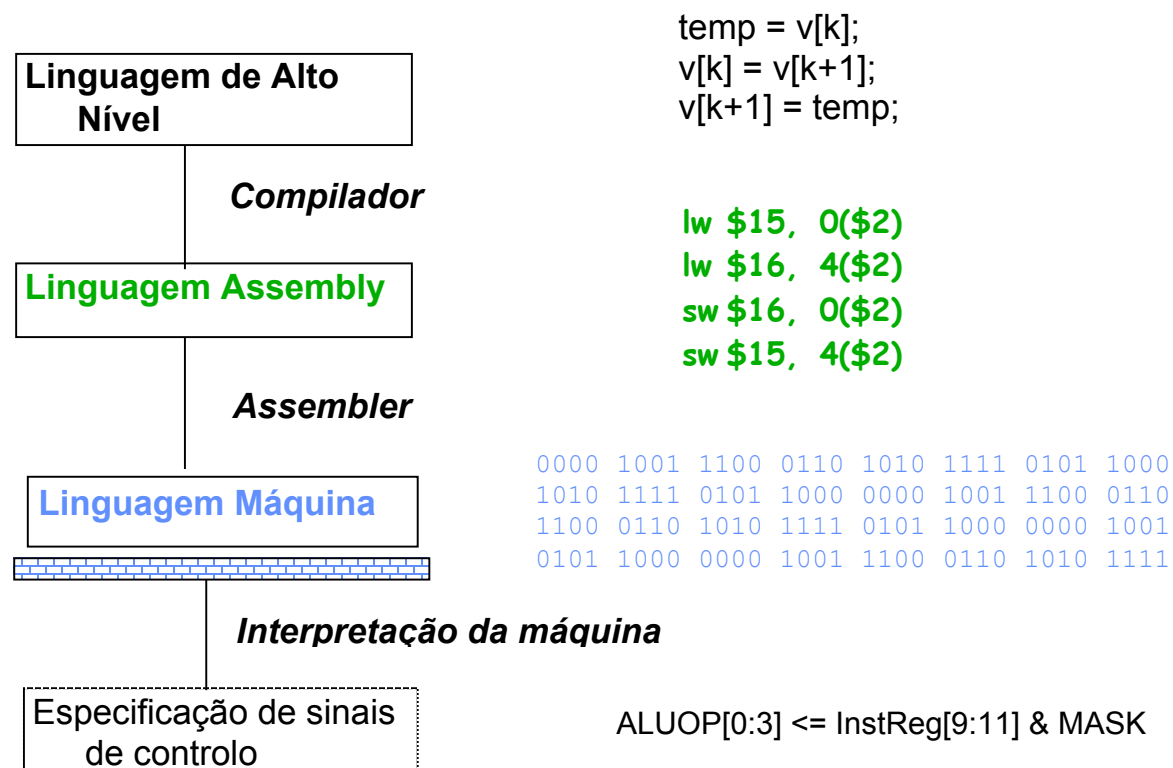 temp = v[k];
v[k] = v[k+1];
v[k+1] = temp;
Linguagem de Alto
Nível
Compilador
lw $15, 0($2)
lw $16, 4($2)
sw $16, 0($2)
sw $15, 4($2)
Linguagem Assembly
Assembler
0000 1001 1100 0110 1010 1111 0101 1000
1010 1111 0101 1000 0000 1001 1100 0110
1100 0110 1010 1111 0101 1000 0000 1001
0101 1000 0000 1001 1100 0110 1010 1111
Linguagem Máquina
Interpretação da máquina
Especificação de sinais
de controlo
ALUOP[0:3] <= InstReg[9:11] & MASK